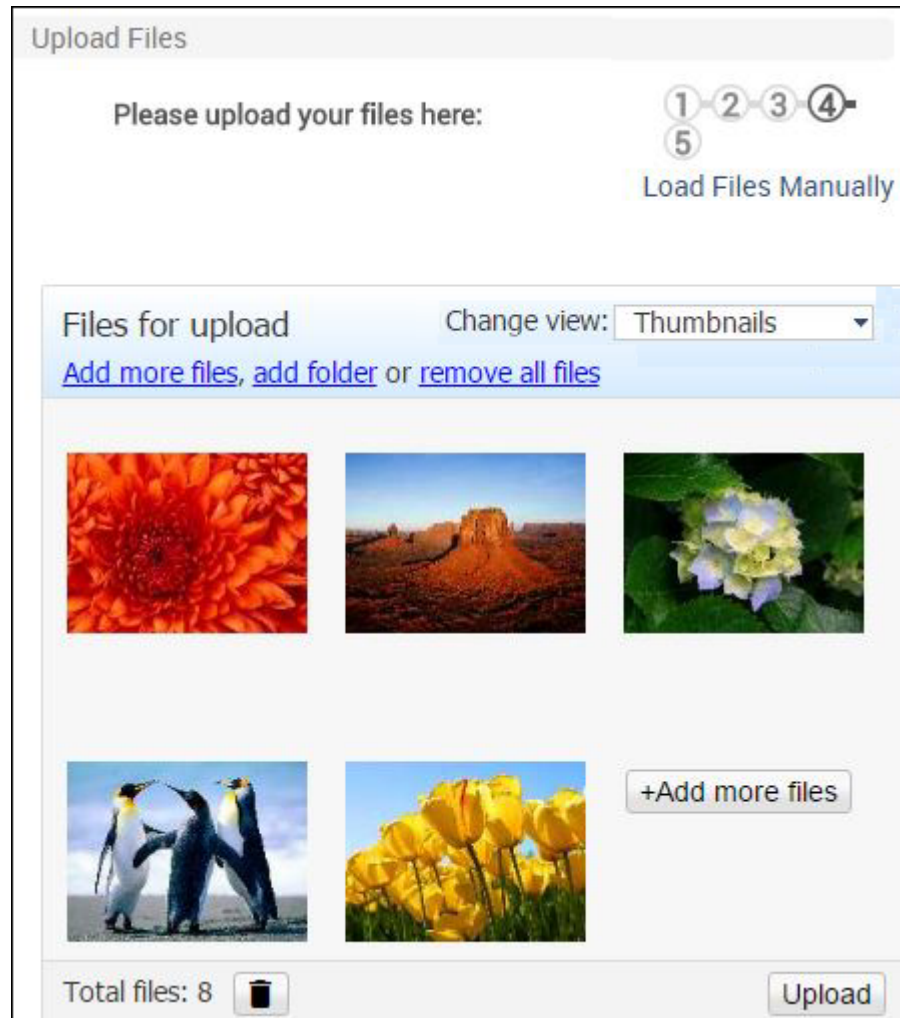 Upload Files
Please upload your files here:
1 2 3 4
5
Load Files Manually
Files for upload
Change view: Thumbnails
Add more files, add folder or remove all files
+Add more files
Total files: 8
Upload